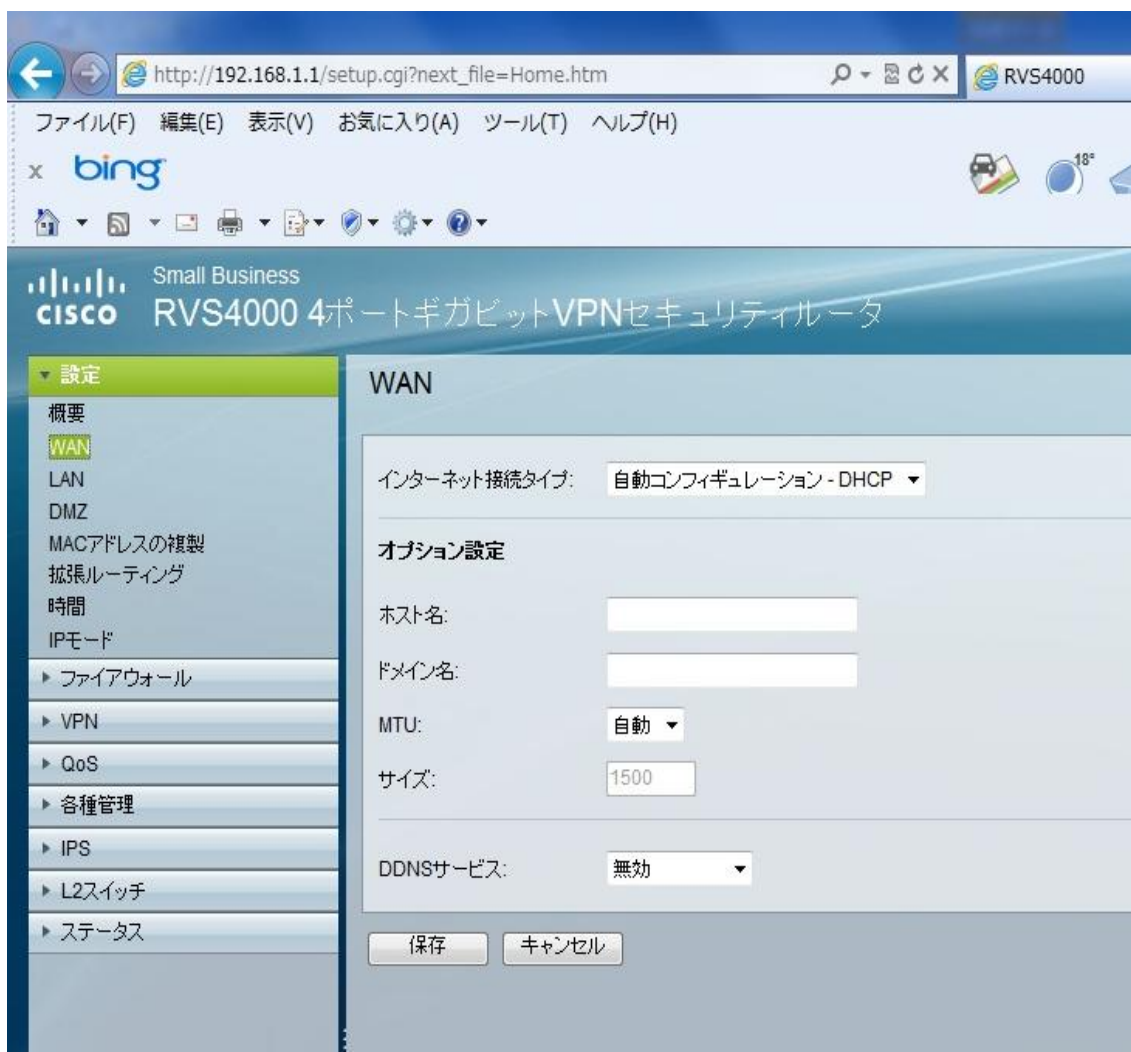 http://192.168.1.1/setup.cgi?next_file=Home.htm
RVS4000
ファイル(F) 編集(E) 表示(V) お気に入り(A) ツール(T) ヘルプ(H)
x bing
18°
Small Business
CISCO RVS4000 4ポートギガビットVPNセキュリティルータ
設定
概要
WAN
LAN
DMZ
MACアドレスの複製
拡張ルーティング
時間
IPモード
ファイアウォール
VPN
QoS
各種管理
IPS
L2スイッチ
ステータス
WAN
インターネット接続タイプ: 自動コンフィギュレーション - DHCP
オプション設定
ホスト名:
ドメイン名:
MTU: 自動
サイズ: 1500
DDNSサービス: 無効
保存 キャンセル